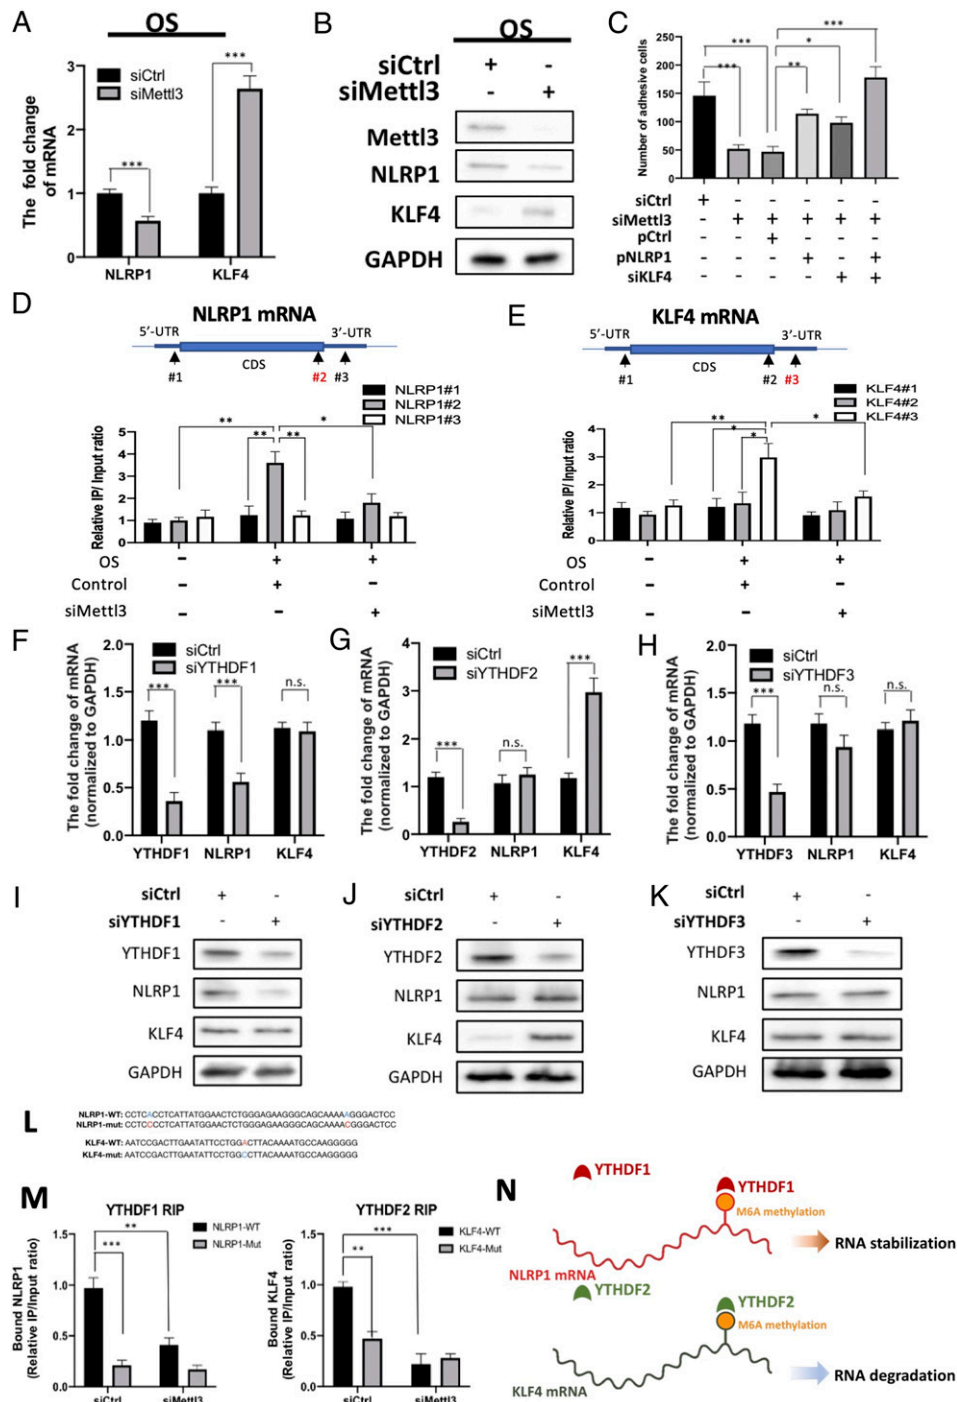 A
OS
siCtrl
siMettl3
***
***
The fold change
of mRNA
3
2
1
0
NLRP1 KLF4
B
OS
siCtrl + -
siMettl3 - +
Mettl3
NLRP1
KLF4
GAPDH
C
Number of adhesive cells
250
200
150
100
50
0
***
*** *
*** **
siCtrl + - - - - -
siMettl3 - + + + + +
pCtrl - - + - - -
pNLRP1 - - - + - +
siKLF4 - - - - + +
D
NLRP1 mRNA
5'-UTR 3'-UTR
CDS
#1 #2 #3
NLRP1#1
NLRP1#2
NLRP1#3
Relative IP/ Input ratio
5
4
3
2
1
0
** *
** **
OS - + +
Control - + -
siMettl3 - - +
E
KLF4 mRNA
5'-UTR 3'-UTR
CDS
#1 #2 #3
KLF4#1
KLF4#2
KLF4#3
Relative IP/ Input ratio
4
3
2
1
0
** *
*
*
- + +
- + -
- - +
F
siCtrl
siYTHDF1
The fold change of mRNA
(normalized to GAPDH)
2.0
1.5
1.0
0.5
0.0
*** *** n.s.
YTHDF1 NLRP1 KLF4
G
siCtrl
siYTHDF2
The fold change of mRNA
(normalized to GAPDH)
4
3
2
1
0
*** n.s. ***
YTHDF2 NLRP1 KLF4
H
siCtrl
siYTHDF3
The fold change of mRNA
(normalized to GAPDH)
2.0
1.5
1.0
0.5
0.0
*** n.s. n.s.
YTHDF3 NLRP1 KLF4
I
siCtrl + -
siYTHDF1 - +
YTHDF1
NLRP1
KLF4
GAPDH
J
siCtrl + -
siYTHDF2 - +
YTHDF2
NLRP1
KLF4
GAPDH
K
siCtrl + -
siYTHDF3 - +
YTHDF3
NLRP1
KLF4
GAPDH
L
NLRP1-WT: CCTCACCTCATTATGGAACTCTGGGAGAAGGGCAGCAAAAAGGGACTCC
NLRP1-mut: CCTCCCCTCATTATGGAACTCTGGGAGAAGGGCAGCAAAACGGGACTCC
KLF4-WT: AATCCGACTTGAATATTCCTGGACTTACAAAATGCCAAGGGGG
KLF4-mut: AATCCGACTTGAATATTCCTGGCCTTACAAAATGCCAAGGGGG
M
YTHDF1 RIP
NLRP1-WT
NLRP1-Mut
Bound NLRP1
(Relative IP/Input ratio)
1.5
1.0
0.5
0.0
**
***
siCtrl siMettl3
YTHDF2 RIP
KLF4-WT
KLF4-Mut
Bound KLF4
(Relative IP/Input ratio)
1.5
1.0
0.5
0.0
***
**
siCtrl siMettl3
N
YTHDF1
YTHDF1
M6A methylation
RNA stabilization
NLRP1 mRNA
YTHDF2
YTHDF2
M6A methylation
RNA degradation
KLF4 mRNA